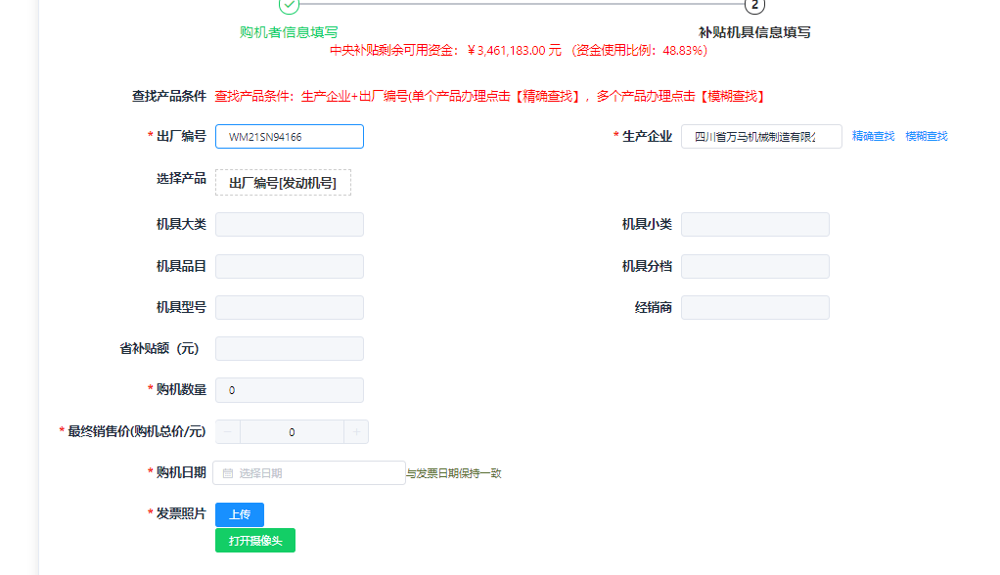 2
购机者信息填写
补贴机具信息填写
中央补贴剩余可用资金：￥3,461,183.00 元 （资金使用比例：48.83%）
查找产品条件 查找产品条件：生产企业+出厂编号(单个产品办理点击【精确查找】，多个产品办理点击【模糊查找】
* 出厂编号 WM21SN94166 * 生产企业 四川省万马机械制造有限公 精确查找 模糊查找
选择产品 出厂编号[发动机号]
机具大类 机具小类
机具品目 机具分档
机具型号 经销商
省补贴额（元）
* 购机数量 0
* 最终销售价(购机总价/元) − 0 +
* 购机日期 选择日期 与发票日期保持一致
* 发票照片 上传
打开摄像头